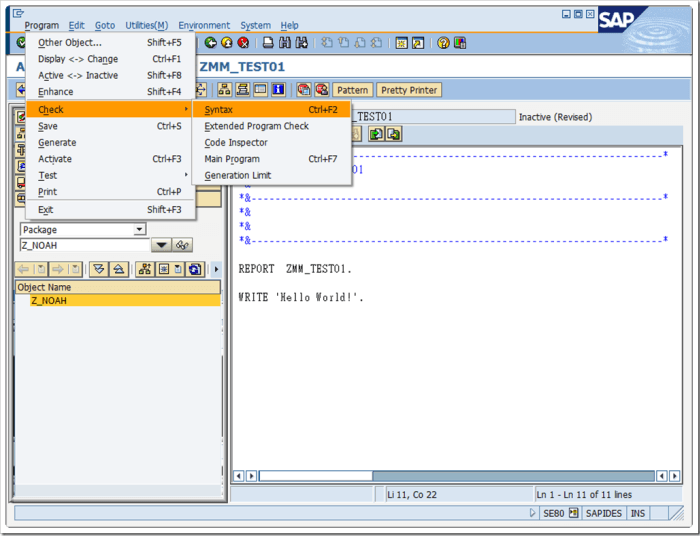 Program Edit Goto Utilities(M) Environment System Help
SAP
A
ZMM_TEST01
Other Object... Shift+F5
Display <-> Change Ctrl+F1
Active <-> Inactive Shift+F8
Enhance Shift+F4
Check
Save Ctrl+S
Generate
Activate Ctrl+F3
Test
Print Ctrl+P
Exit Shift+F3
Syntax Ctrl+F2
Extended Program Check
Code Inspector
Main Program Ctrl+F7
Generation Limit
Pattern Pretty Printer
_TEST01 Inactive (Revised)
Package
Z_NOAH
Object Name
Z_NOAH
---------------------------------------------*
01
*&
*&---------------------------------------------------------------------*
*&
*&
*&---------------------------------------------------------------------*
REPORT ZMM_TEST01.
WRITE 'Hello World!'.
Li 11, Co 22 Ln 1 - Ln 11 of 11 lines
SE80 SAPIDES INS